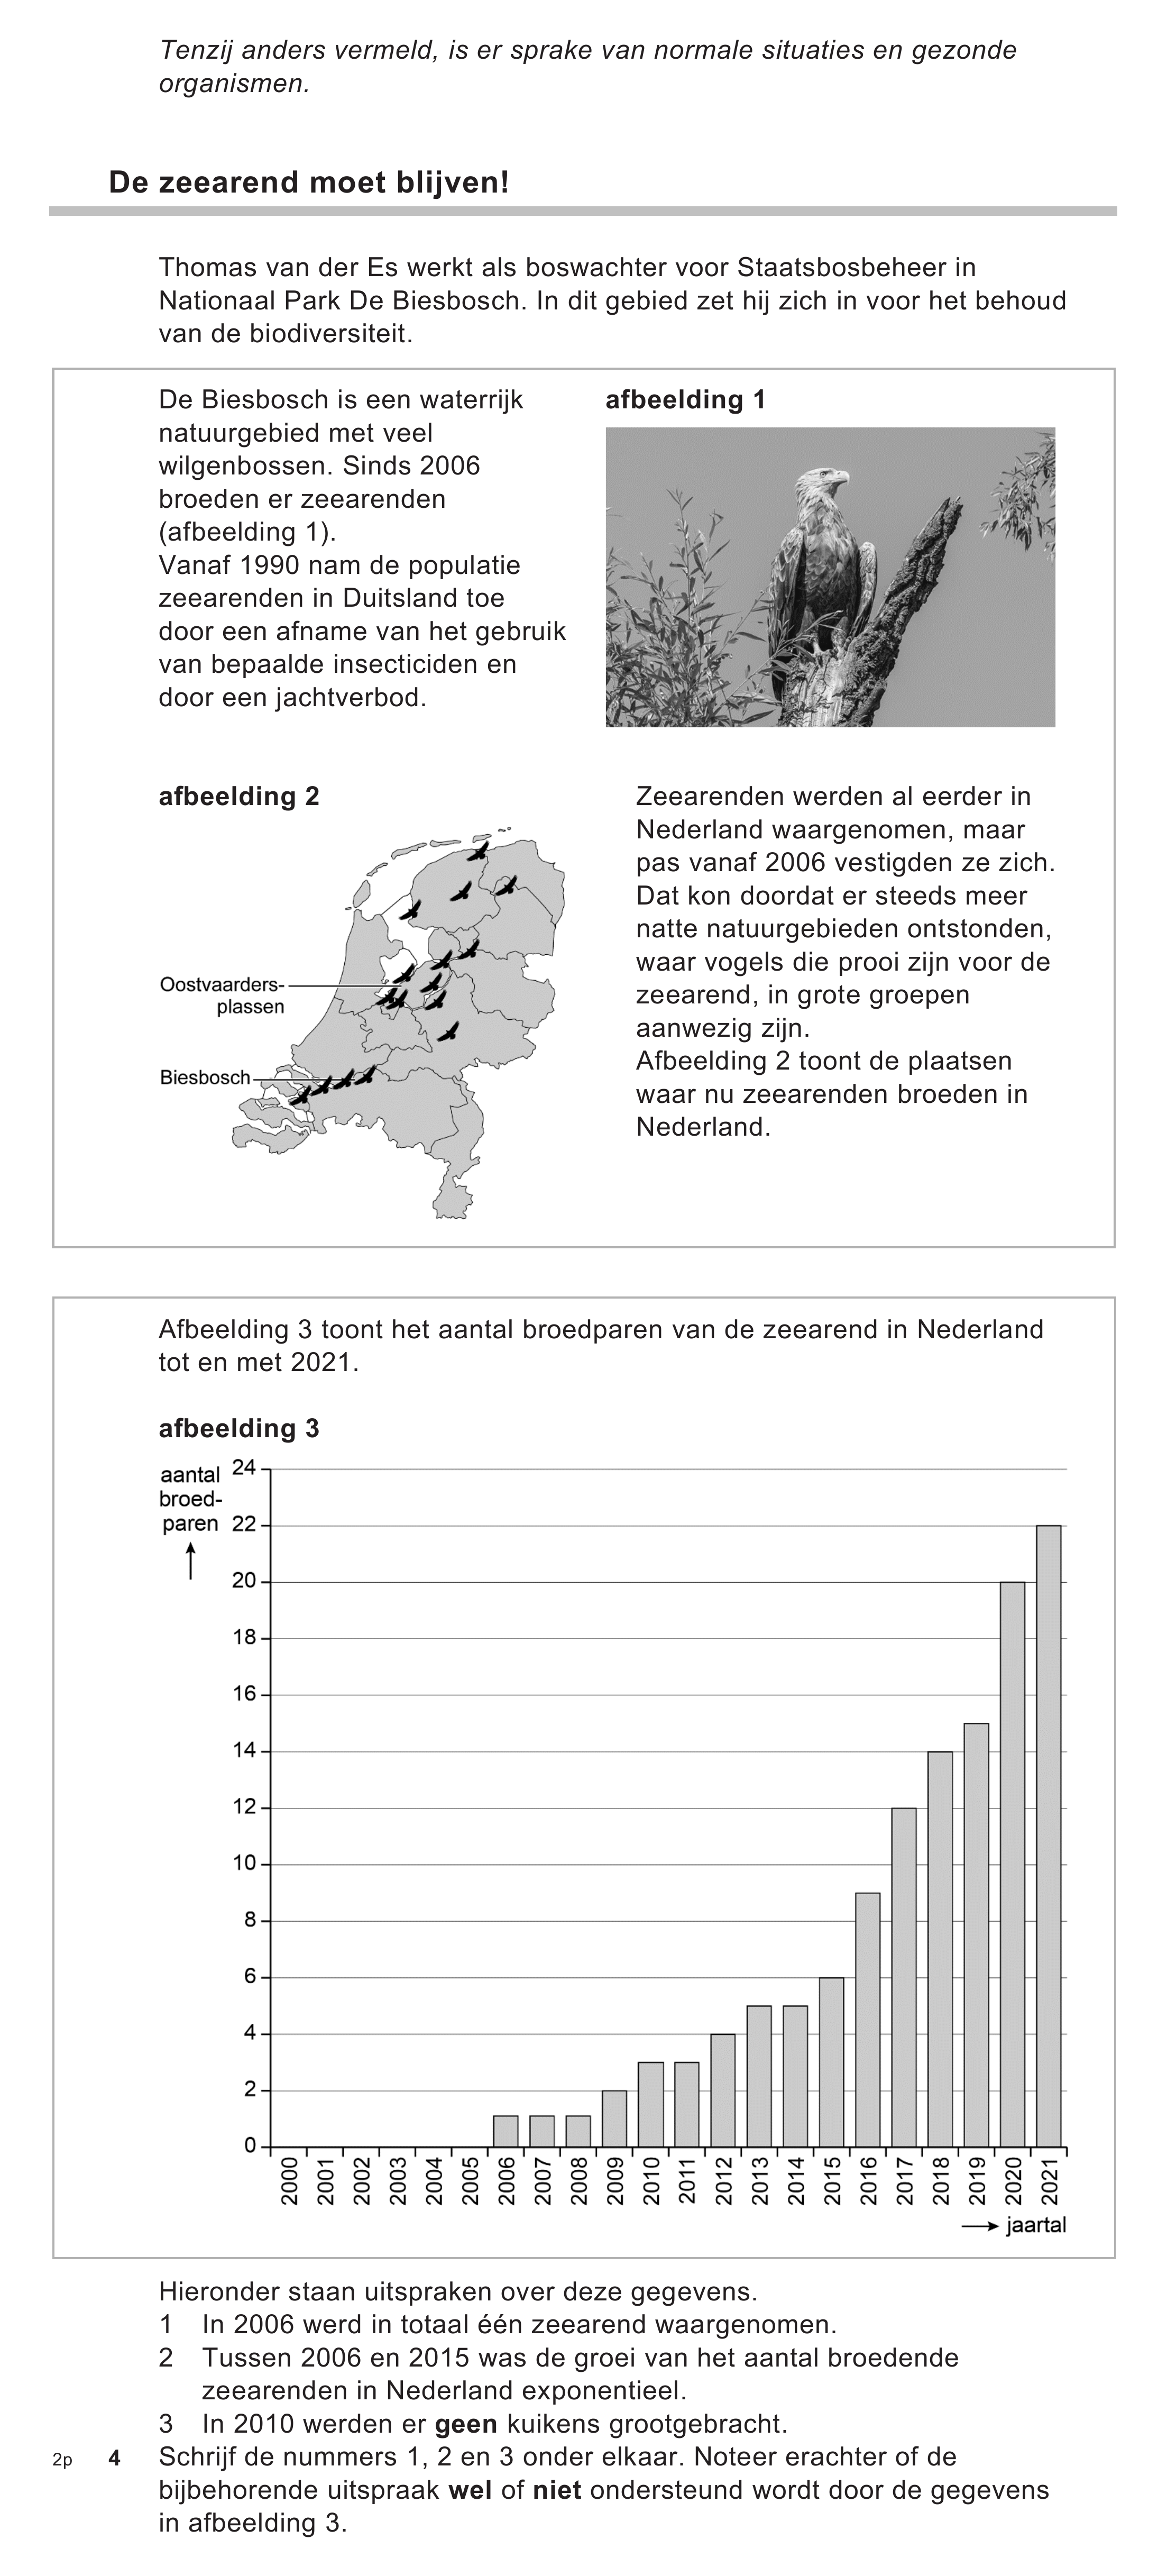 Tenzij anders vermeld, is er sprake van normale situaties en gezonde
organismen.
De zeearend moet blijven!
Thomas van der Es werkt als boswachter voor Staatsbosbeheer in
Nationaal Park De Biesbosch. In dit gebied zet hij zich in voor het behoud
van de biodiversiteit.
De Biesbosch is een waterrijk
natuurgebied met veel
wilgenbossen. Sinds 2006
broeden er zeearenden
(afbeelding 1).
Vanaf 1990 nam de populatie
zeearenden in Duitsland toe
door een afname van het gebruik
van bepaalde insecticiden en
door een jachtverbod.
afbeelding 1
afbeelding 2
Oostvaarders-
plassen
Biesbosch
Zeearenden werden al eerder in
Nederland waargenomen, maar
pas vanaf 2006 vestigden ze zich.
Dat kon doordat er steeds meer
natte natuurgebieden ontstonden,
waar vogels die prooi zijn voor de
zeearend, in grote groepen
aanwezig zijn.
Afbeelding 2 toont de plaatsen
waar nu zeearenden broeden in
Nederland.
Afbeelding 3 toont het aantal broedparen van de zeearend in Nederland
tot en met 2021.
afbeelding 3
aantal
broed-
paren
24
22
20
18
16
14
12
10
8
6
4
2
0
2000
2001
2002
2003
2004
2005
2006
2007
2008
2009
2010
2011
2012
2013
2014
2015
2016
2017
2018
2019
2020
2021
jaartal
Hieronder staan uitspraken over deze gegevens.
1 In 2006 werd in totaal één zeearend waargenomen.
2 Tussen 2006 en 2015 was de groei van het aantal broedende
zeearenden in Nederland exponentieel.
3 In 2010 werden er geen kuikens grootgebracht.
2p 4 Schrijf de nummers 1, 2 en 3 onder elkaar. Noteer erachter of de
bijbehorende uitspraak wel of niet ondersteund wordt door de gegevens
in afbeelding 3.